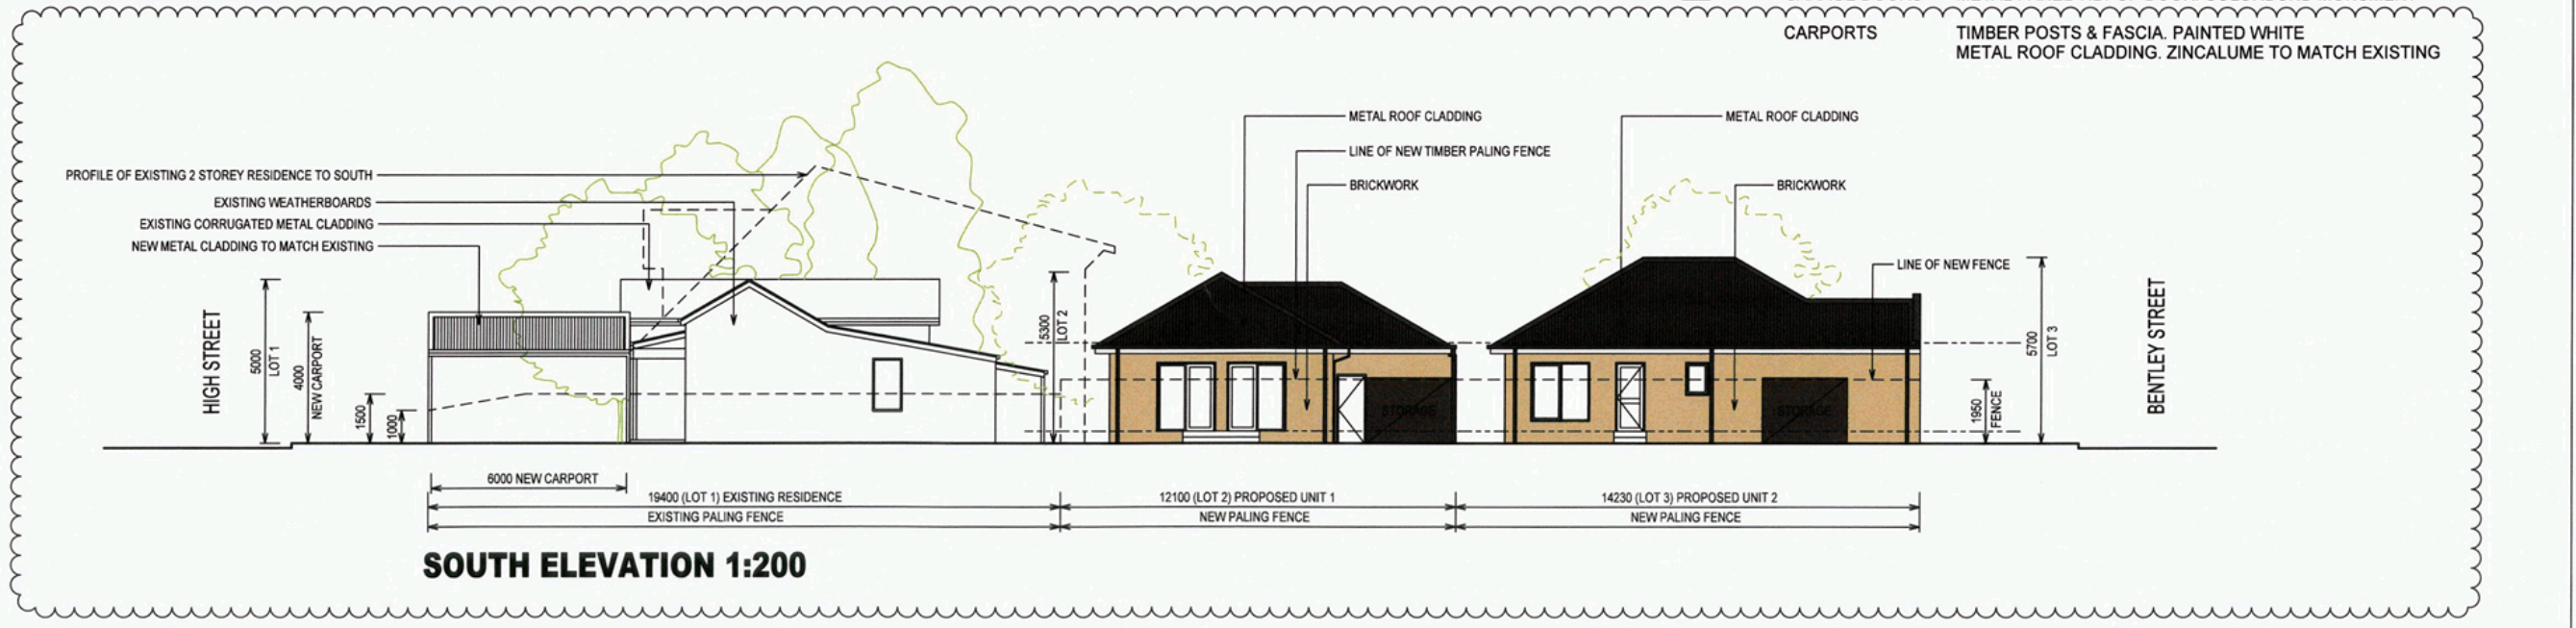 CARPORTS TIMBER POSTS & FASCIA. PAINTED WHITE
METAL ROOF CLADDING. ZINCALUME TO MATCH EXISTING
METAL ROOF CLADDING
LINE OF NEW TIMBER PALING FENCE
BRICKWORK
METAL ROOF CLADDING
BRICKWORK
LINE OF NEW FENCE
PROFILE OF EXISTING 2 STOREY RESIDENCE TO SOUTH
EXISTING WEATHERBOARDS
EXISTING CORRUGATED METAL CLADDING
NEW METAL CLADDING TO MATCH EXISTING
HIGH STREET
5000
LOT 1
4000
NEW CARPORT
1500
1000
5300
LOT 2
STORAGE
STORAGE
1950
FENCE
5700
LOT 3
BENTLEY STREET
6000 NEW CARPORT
19400 (LOT 1) EXISTING RESIDENCE
12100 (LOT 2) PROPOSED UNIT 1
14230 (LOT 3) PROPOSED UNIT 2
EXISTING PALING FENCE
NEW PALING FENCE
NEW PALING FENCE
SOUTH ELEVATION 1:200